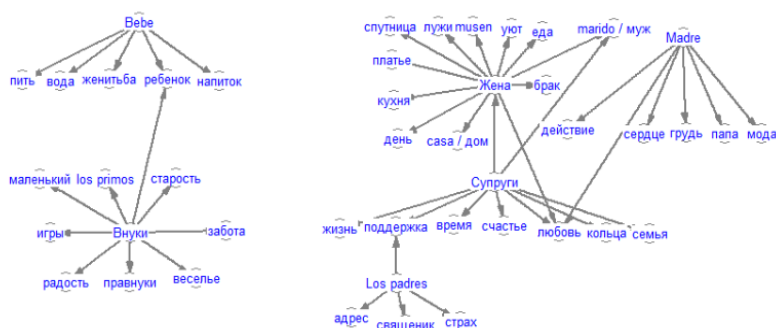 Bebe
пить
вода
женитьба
ребенок
напиток
маленький
los primos
старость
игры
Внуки
забота
радость
правнуки
веселье
спутница
лужи
musen
уют
еда
marido / муж
Madre
платье
Жена
брак
кухня
день
casa / дом
действие
сердце
грудь
папа
мода
Супруги
жизнь
поддержка
время
счастье
любовь
кольца
семья
Los padres
адрес
священик
страх